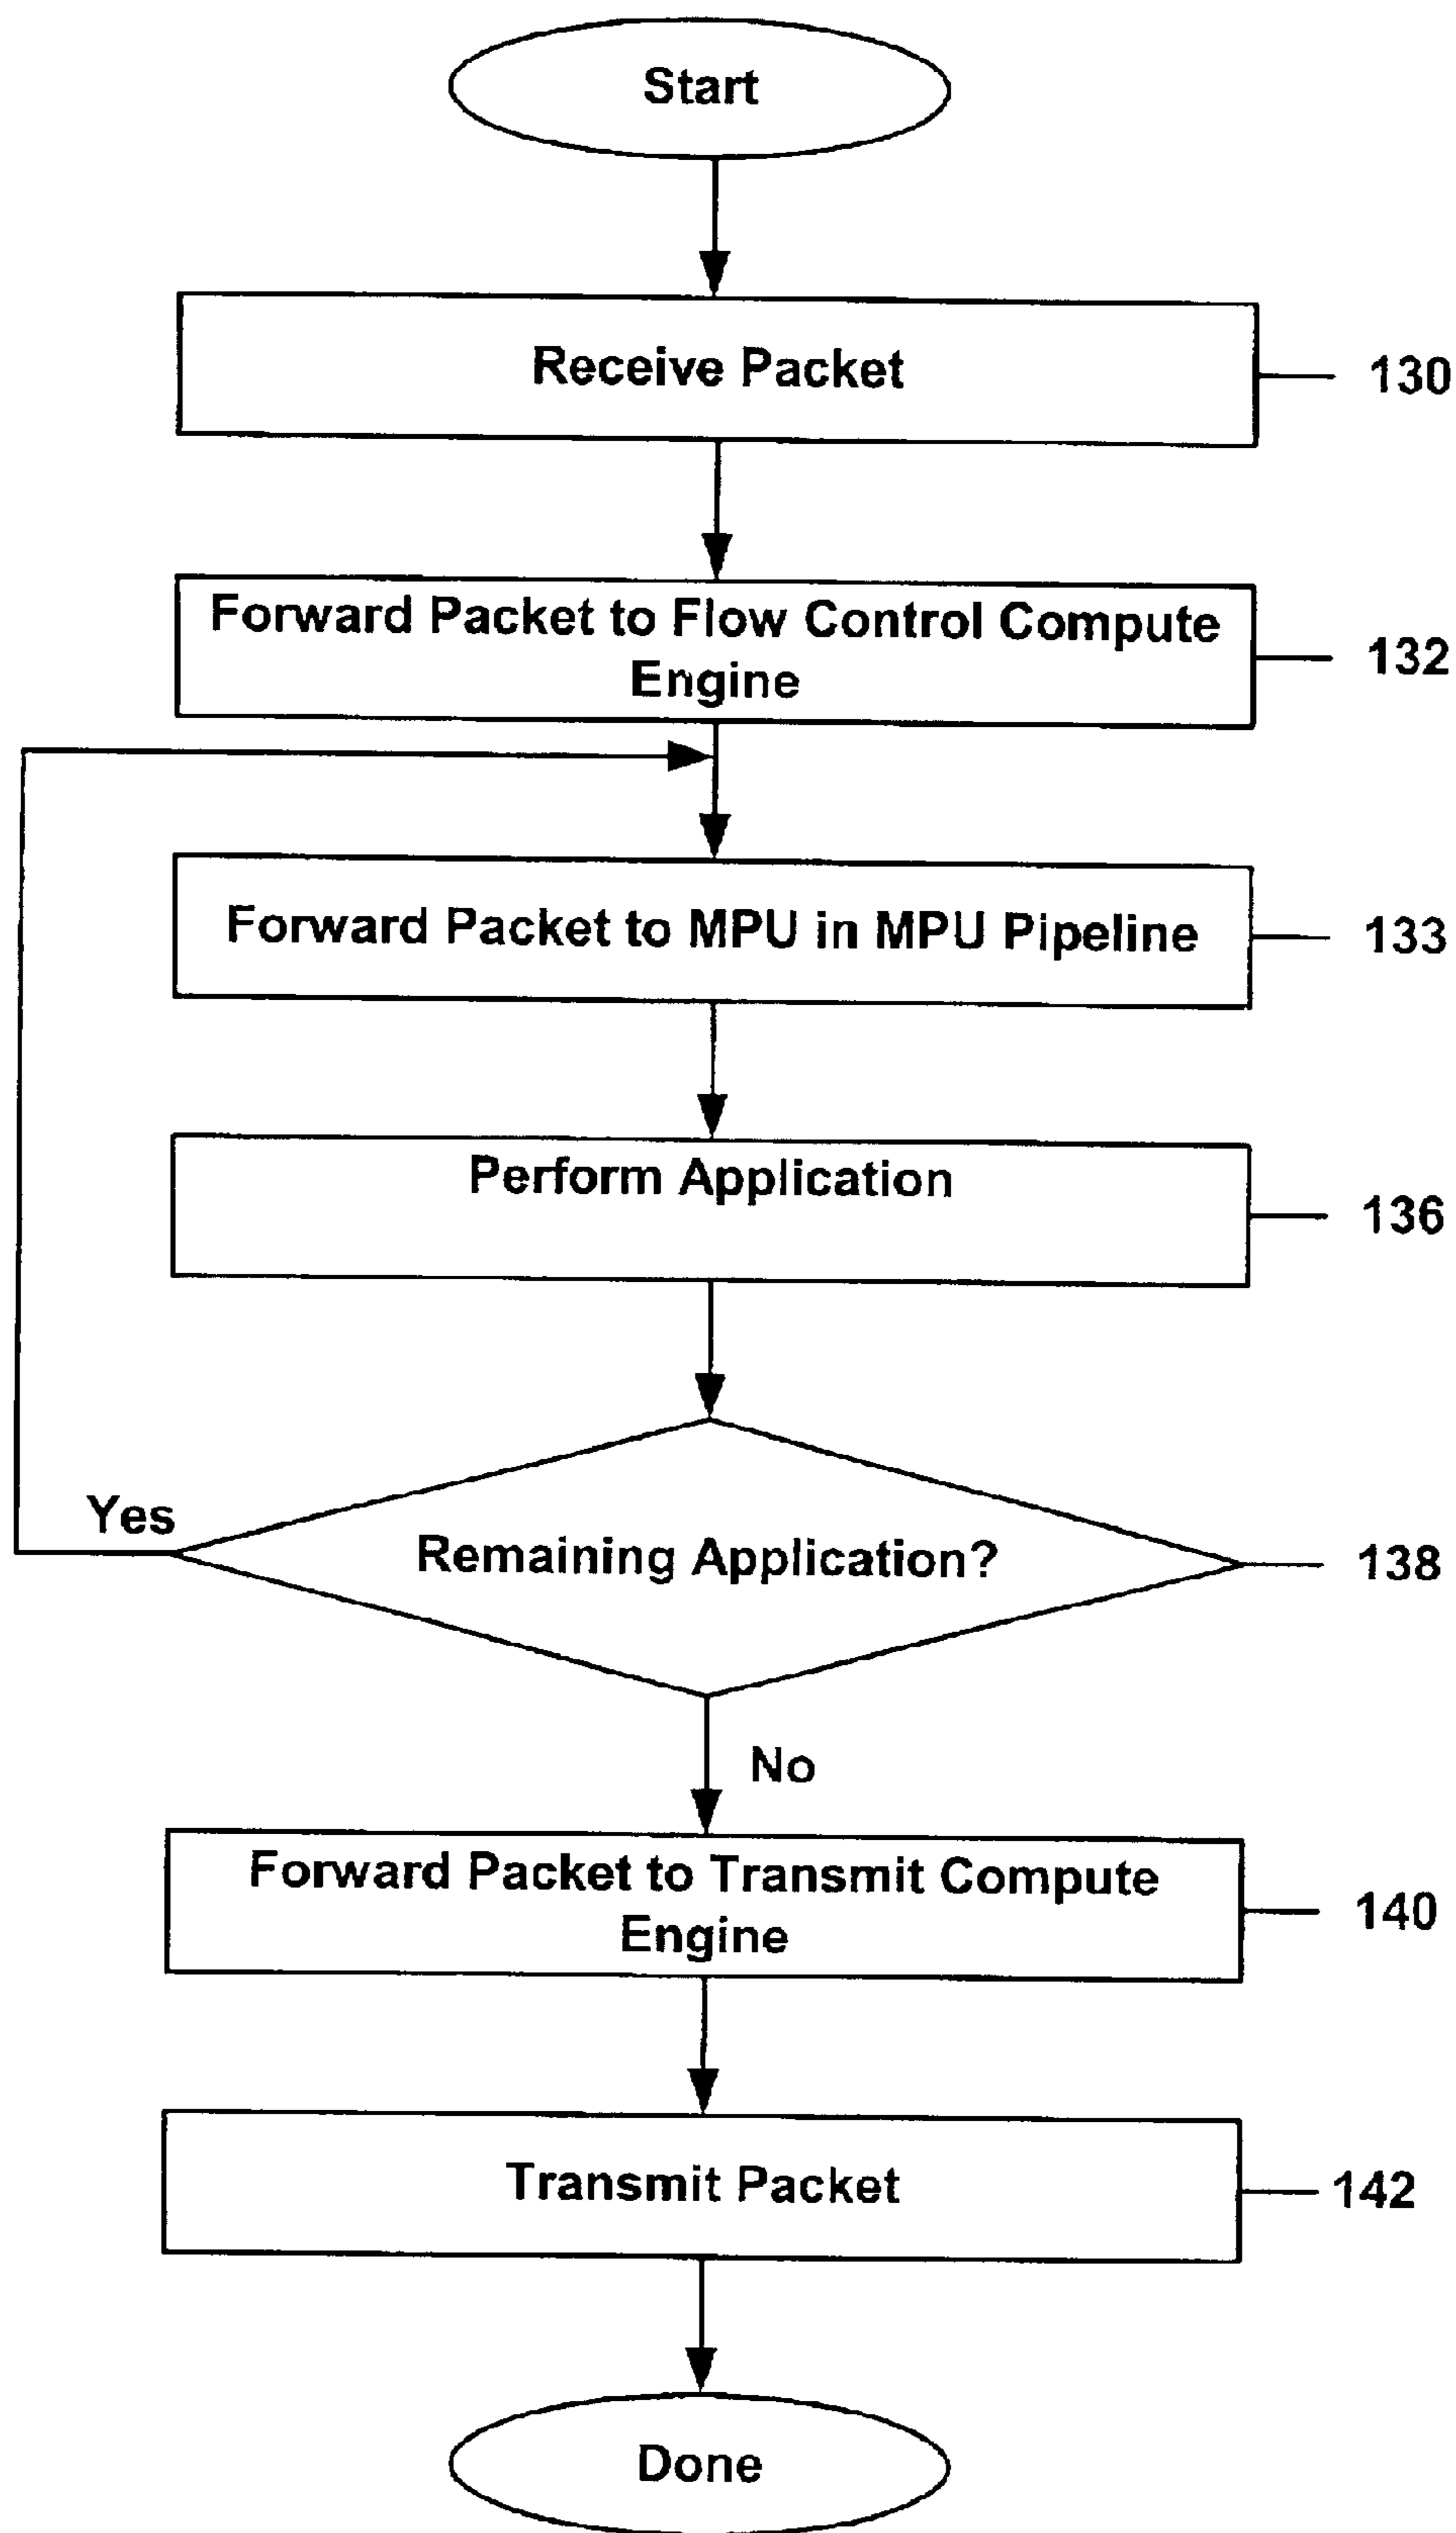 Start
Receive Packet
130
Forward Packet to Flow Control Compute
Engine
132
Forward Packet to MPU in MPU Pipeline
133
Perform Application
136
Yes
Remaining Application?
138
No
Forward Packet to Transmit Compute
Engine
140
Transmit Packet
142
Done